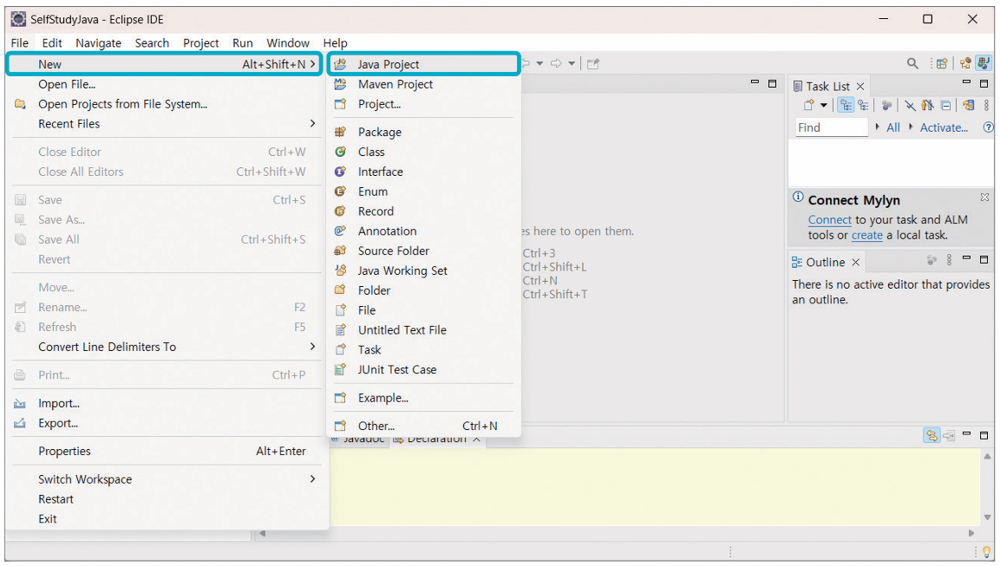 SelfStudyJava - Eclipse IDE
File Edit Navigate Search Project Run Window Help
New Alt+Shift+N
Open File...
Open Projects from File System...
Recent Files
Close Editor Ctrl+W
Close All Editors Ctrl+Shift+W
Save Ctrl+S
Save As...
Save All Ctrl+Shift+S
Revert
Move...
Rename... F2
Refresh F5
Convert Line Delimiters To
Print... Ctrl+P
Import...
Export...
Properties Alt+Enter
Switch Workspace
Restart
Exit
Java Project
Maven Project
Project...
Package
Class
Interface
Enum
Record
Annotation
Source Folder
Java Working Set
Folder
File
Untitled Text File
Task
JUnit Test Case
Example...
Other... Ctrl+N
es here to open them.
Ctrl+3
Ctrl+Shift+L
Ctrl+N
Ctrl+Shift+T
Task List
Find All Activate...
Connect Mylyn
Connect to your task and ALM
tools or create a local task.
Outline
There is no active editor that provides
an outline.
Javadoc Declaration